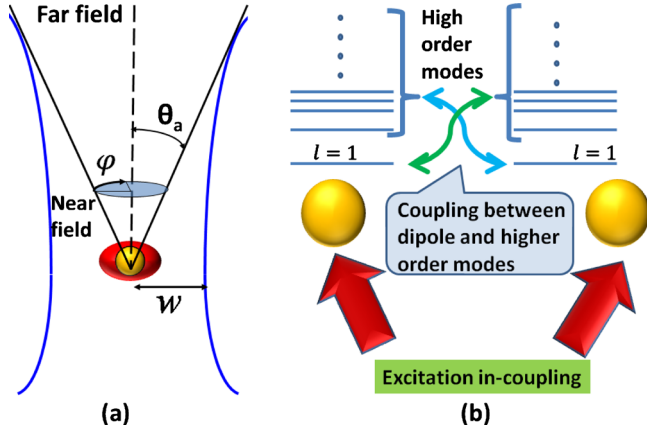 Far field
θa
φ
Near
field
w
(a)
High
order
modes
l = 1
l = 1
Coupling between
dipole and higher
order modes
Excitation in-coupling
(b)